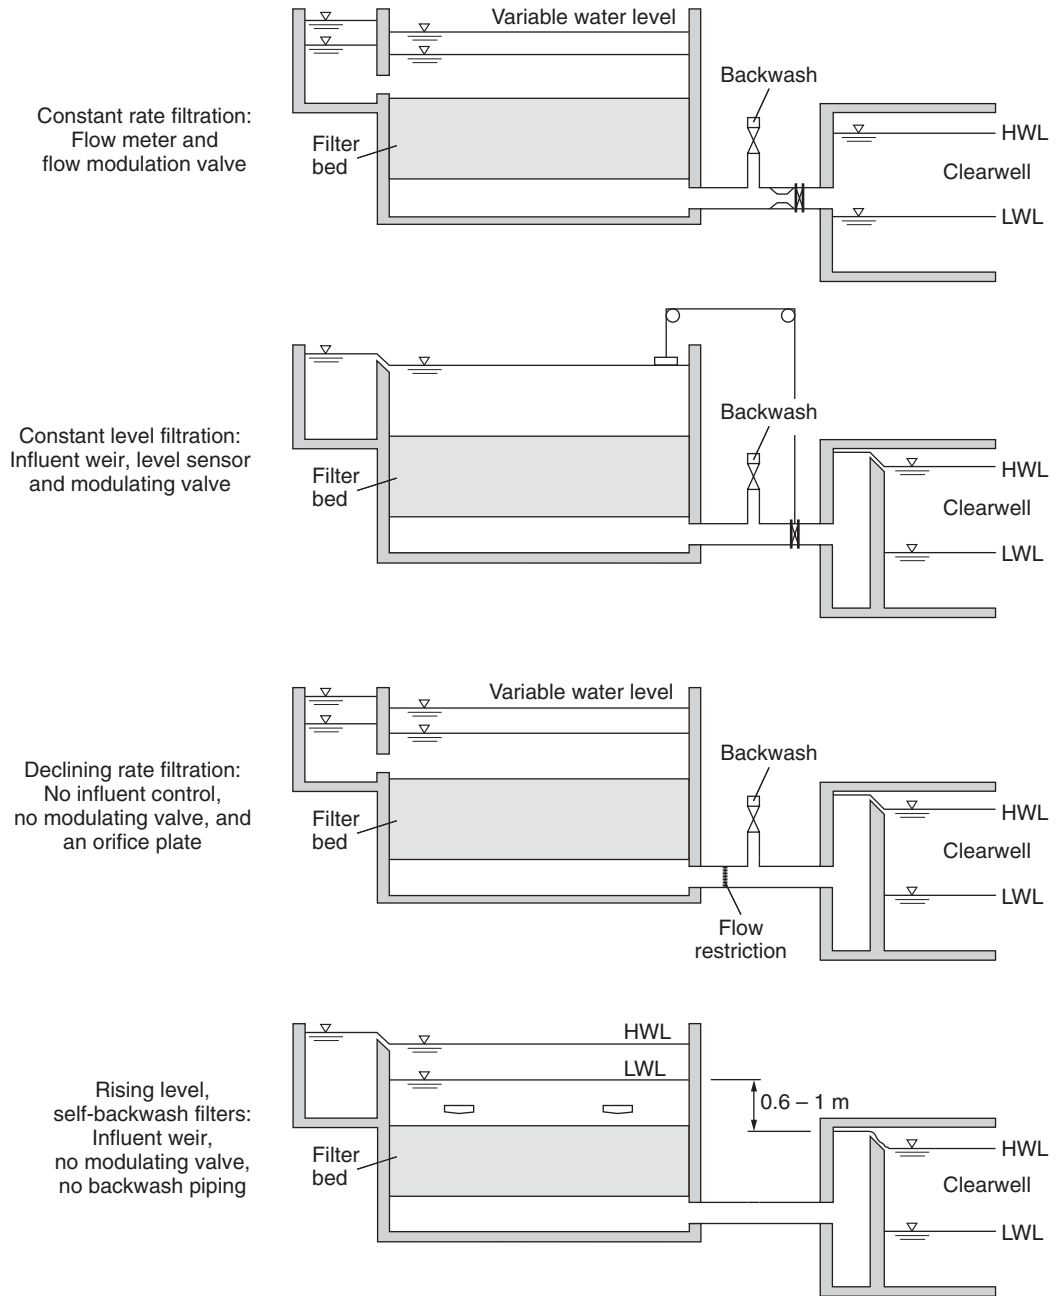 Variable water level
Backwash
Constant rate filtration:
Flow meter and
flow modulation valve
Filter
bed
HWL
Clearwell
LWL
Constant level filtration:
Influent weir, level sensor
and modulating valve
Backwash
Filter
bed
HWL
Clearwell
LWL
Variable water level
Backwash
Declining rate filtration:
No influent control,
no modulating valve, and
an orifice plate
Filter
bed
HWL
Clearwell
LWL
Flow
restriction
HWL
LWL
0.6 – 1 m
Rising level,
self-backwash filters:
Influent weir,
no modulating valve,
no backwash piping
Filter
bed
HWL
Clearwell
LWL